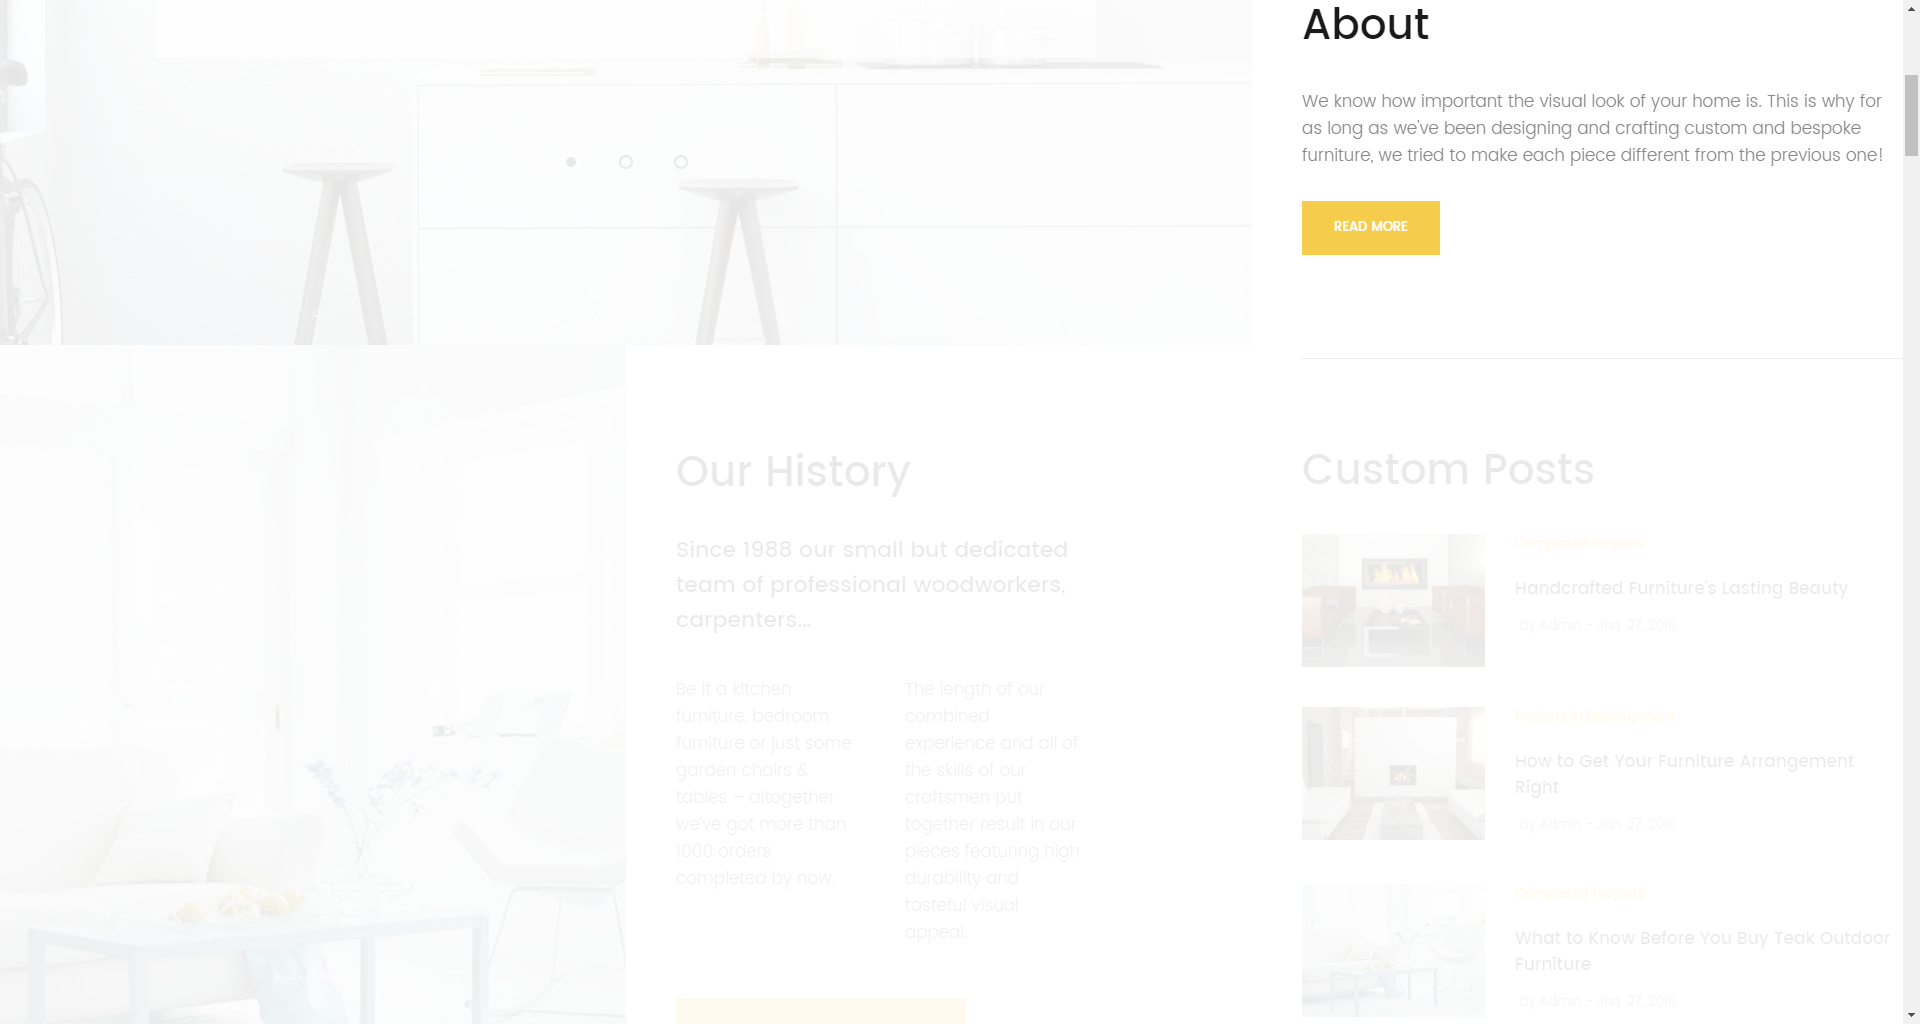 About
We know how important the visual look of your home is. This is why for
as long as we've been designing and crafting custom and bespoke
furniture, we tried to make each piece different from the previous one!
READ MORE
Our History
Since 1988 our small but dedicated
team of professional woodworkers,
carpenters...
Be it a kitchen
furniture, bedroom
furniture or just some
garden chairs &
tables – altogether
we've got more than
1000 orders
completed by now.
The length of our
combined
experience and all of
the skills of our
craftsmen put
together result in our
pieces featuring high
durability and
tasteful visual
appeal.
Custom Posts
Completed Projects
Handcrafted Furniture's Lasting Beauty
by Admin - Jun. 27, 2016
Projects in Development
How to Get Your Furniture Arrangement
Right
by Admin - Jun. 27, 2016
Completed Projects
What to Know Before You Buy Teak Outdoor
Furniture
by Admin - Jun. 27, 2016